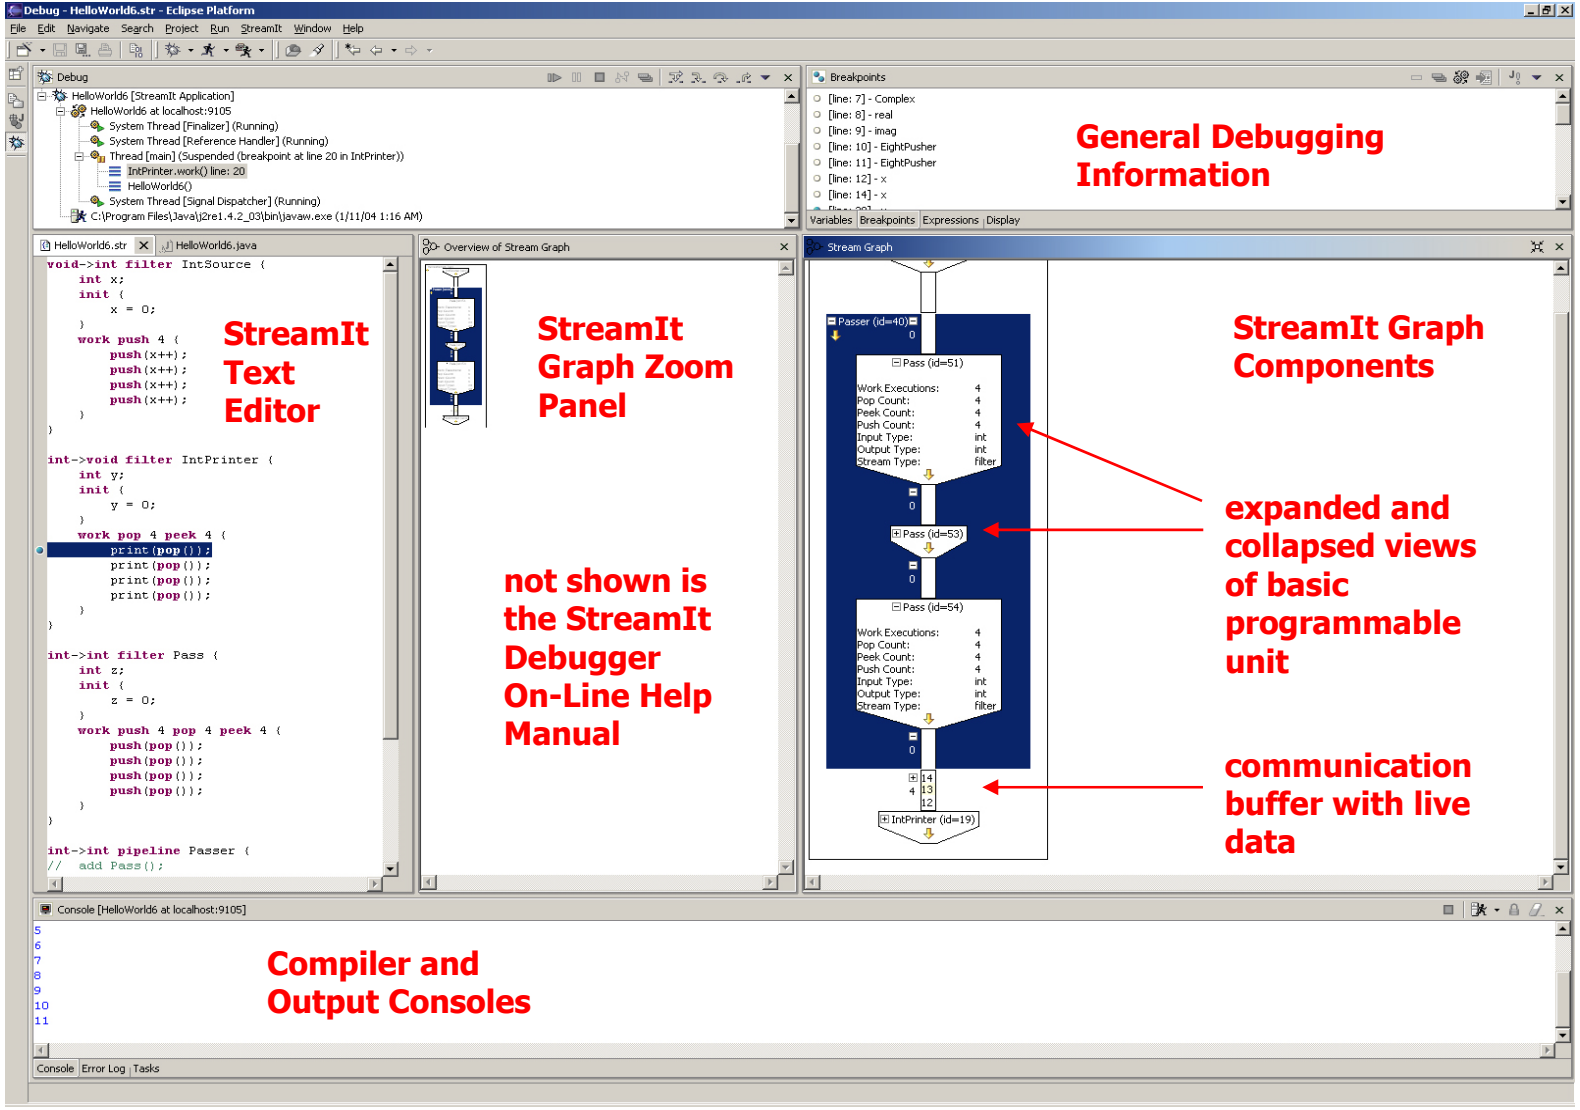 Debug - HelloWorld6.str - Eclipse Platform
File Edit Navigate Search Project Run StreamIt Window Help
Debug
HelloWorld6 [StreamIt Application]
HelloWorld6 at localhost:9105
System Thread [Finalizer] (Running)
System Thread [Reference Handler] (Running)
Thread [main] (Suspended (breakpoint at line 20 in IntPrinter))
IntPrinter.work() line: 20
HelloWorld6()
System Thread [Signal Dispatcher] (Running)
C:\Program Files\Java\j2re1.4.2_03\bin\javaw.exe (1/11/04 1:16 AM)
Breakpoints
[line: 7] - Complex
[line: 8] - real
[line: 9] - imag
[line: 10] - EightPusher
[line: 11] - EightPusher
[line: 12] - x
[line: 14] - x
General Debugging
Information
Variables Breakpoints Expressions Display
HelloWorld6.str HelloWorld6.java
void->int filter IntSource {
int x;
init {
x = 0;
}
work push 4 {
push(x++);
push(x++);
push(x++);
push(x++);
}
}
int->void filter IntPrinter {
int y;
init {
y = 0;
}
work pop 4 peek 4 {
print(pop());
print(pop());
print(pop());
print(pop());
}
}
int->int filter Pass {
int z;
init {
z = 0;
}
work push 4 pop 4 peek 4 {
push(pop());
push(pop());
push(pop());
push(pop());
}
}
int->int pipeline Passer {
// add Pass();
StreamIt
Text
Editor
Overview of Stream Graph
StreamIt
Graph Zoom
Panel
not shown is
the StreamIt
Debugger
On-Line Help
Manual
Stream Graph
Passer (id=40)
0
Pass (id=51)
Work Executions: 4
Pop Count: 4
Peek Count: 4
Push Count: 4
Input Type: int
Output Type: int
Stream Type: filter
0
Pass (id=53)
0
Pass (id=54)
Work Executions: 4
Pop Count: 4
Peek Count: 4
Push Count: 4
Input Type: int
Output Type: int
Stream Type: filter
0
14
4 13
12
IntPrinter (id=19)
StreamIt Graph
Components
expanded and
collapsed views
of basic
programmable
unit
communication
buffer with live
data
Console [HelloWorld6 at localhost:9105]
5
6
7
8
9
10
11
Compiler and
Output Consoles
Console Error Log Tasks